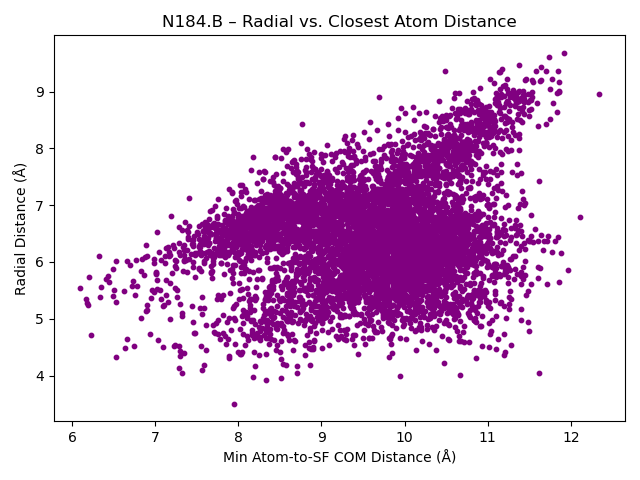 N184.B – Radial vs. Closest Atom Distance
Radial Distance (Å)
9
8
7
6
5
4
6 7 8 9 10 11 12
Min Atom-to-SF COM Distance (Å)